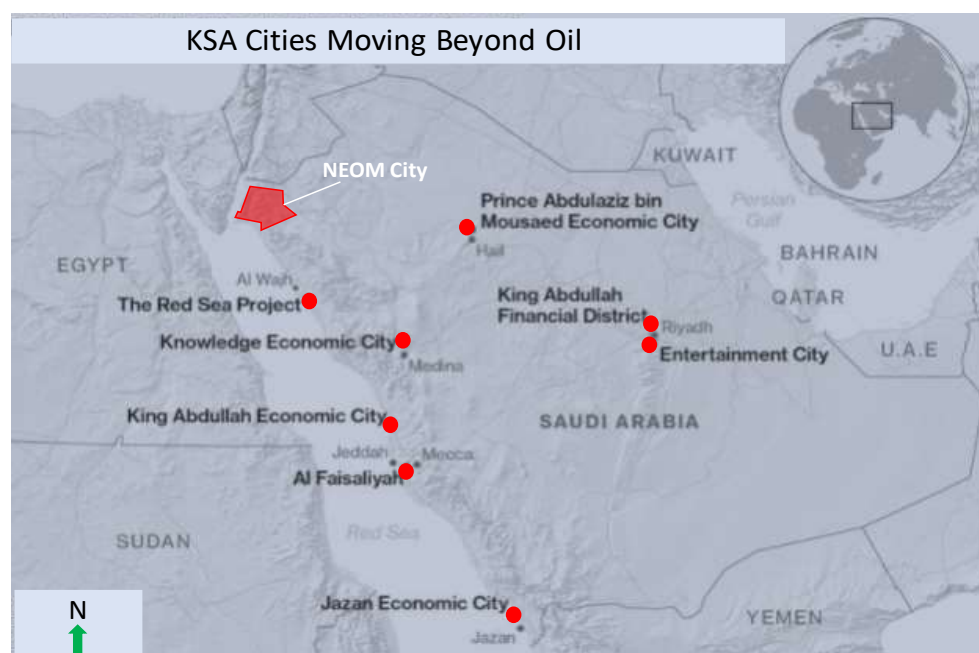 KSA Cities Moving Beyond Oil
KUWAIT
NEOM City
Persian
Gulf
Prince Abdulaziz bin
Mousaed Economic City
Hail
BAHRAIN
EGYPT
Al Wajh
QATAR
The Red Sea Project
King Abdullah
Financial District
Riyadh
Knowledge Economic City
Entertainment City
U.A.E
Medina
King Abdullah Economic City
SAUDI ARABIA
Jeddah
Mecca
Al Faisaliyah
Red Sea
SUDAN
N
Jazan Economic City
Jazan
YEMEN